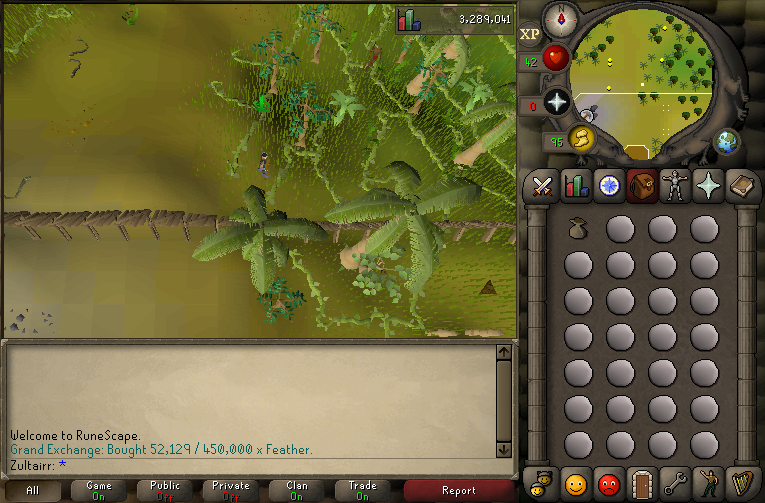 3,289,041
XP
42
0
95
Welcome to RuneScape.
Grand Exchange: Bought 52,129 / 450,000 x Feather.
Zultairr: *
All
Game
On
Public
Off
Private
Off
Clan
On
Trade
On
Report